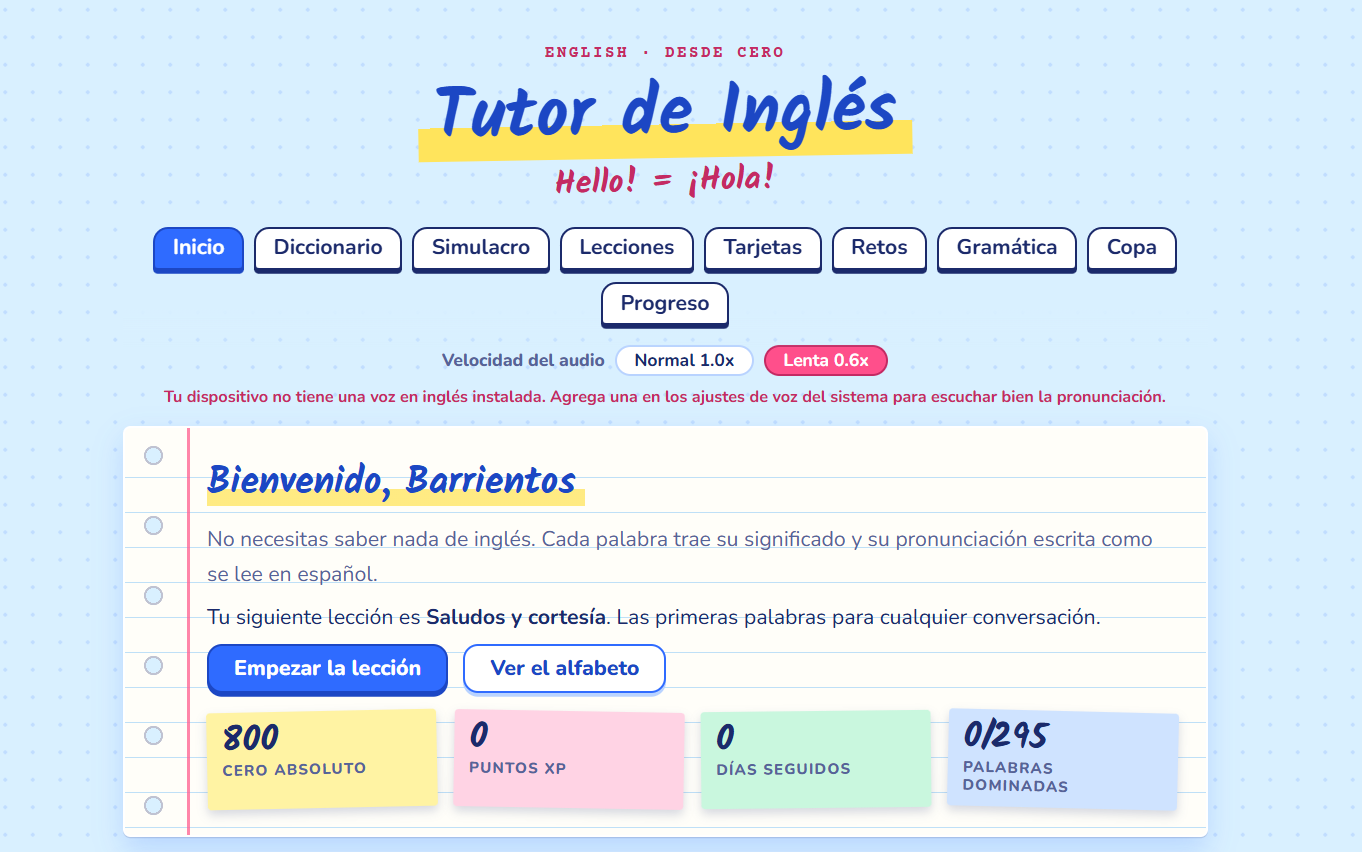 ENGLISH · DESDE CERO
Tutor de Inglés
Hello! = ¡Hola!
Inicio Diccionario Simulacro Lecciones Tarjetas Retos Gramática Copa
Progreso
Velocidad del audio Normal 1.0x Lenta 0.6x
Tu dispositivo no tiene una voz en inglés instalada. Agrega una en los ajustes de voz del sistema para escuchar bien la pronunciación.
Bienvenido, Barrientos
No necesitas saber nada de inglés. Cada palabra trae su significado y su pronunciación escrita como
se lee en español.
Tu siguiente lección es Saludos y cortesía. Las primeras palabras para cualquier conversación.
Empezar la lección Ver el alfabeto
800 0 0 0/295
CERO ABSOLUTO PUNTOS XP DÍAS SEGUIDOS PALABRAS
DOMINADAS